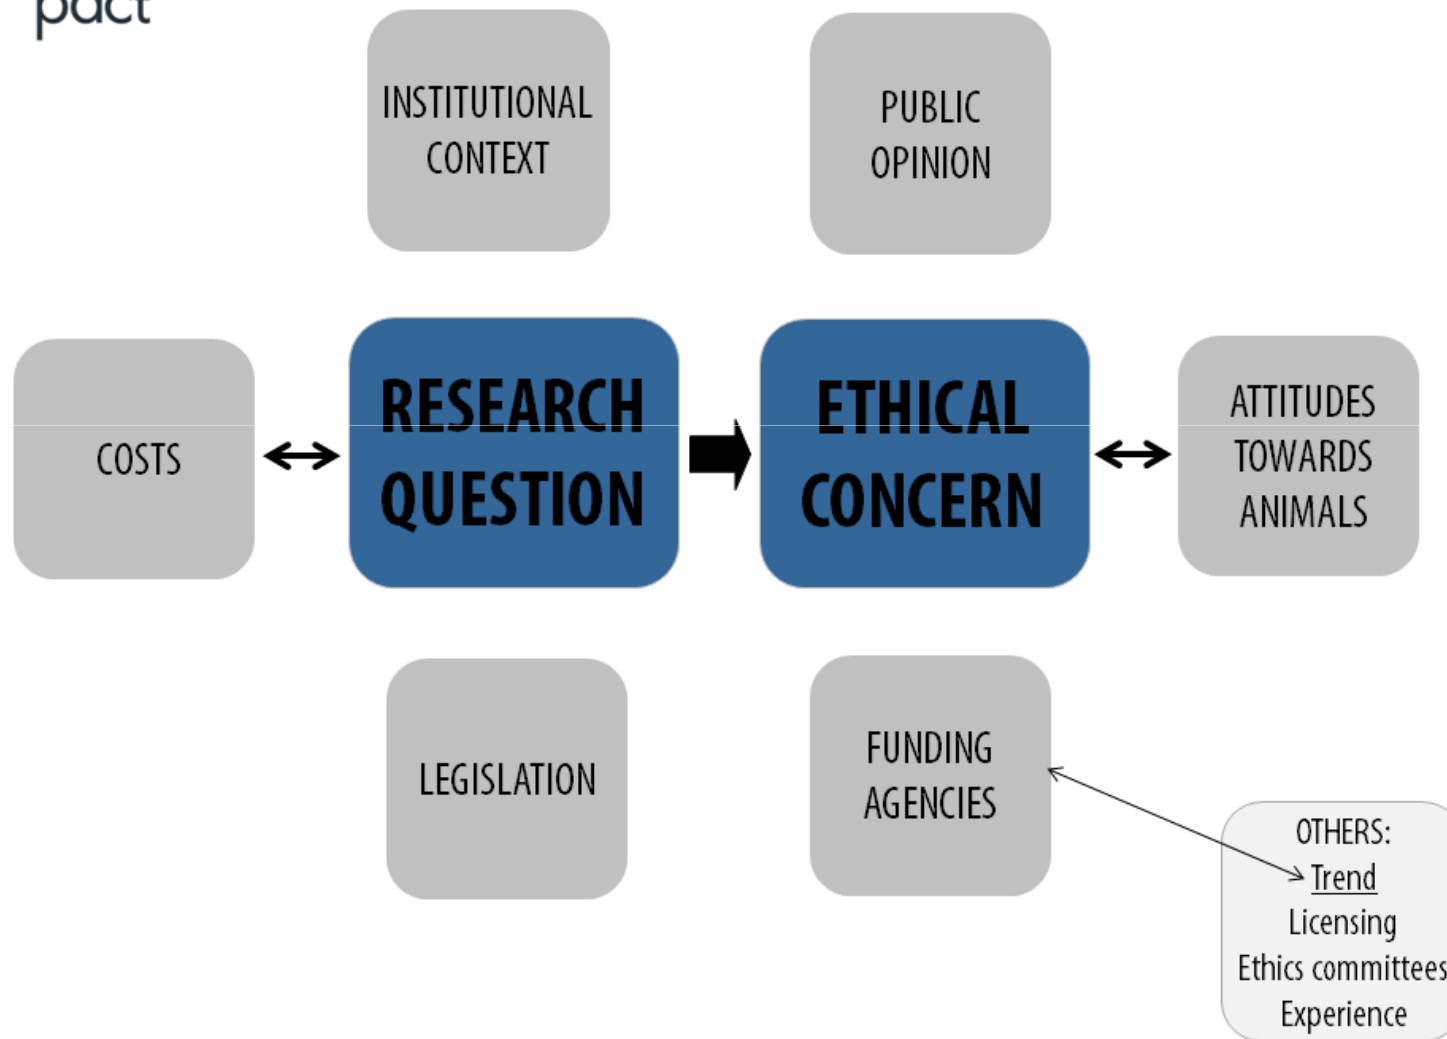 pact
INSTITUTIONAL
CONTEXT
PUBLIC
OPINION
COSTS
RESEARCH
QUESTION
ETHICAL
CONCERN
ATTITUDES
TOWARDS
ANIMALS
LEGISLATION
FUNDING
AGENCIES
OTHERS:
Trend
Licensing
Ethics committees
Experience